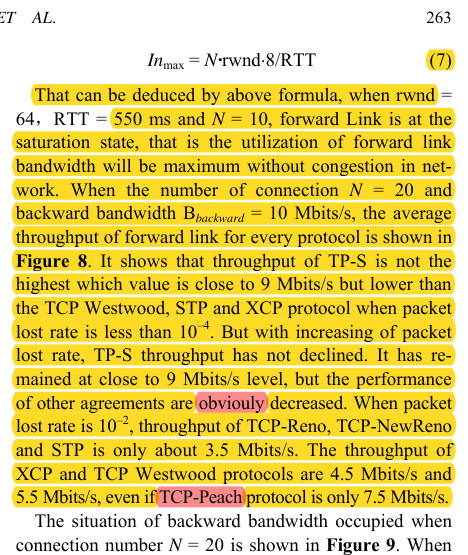 ET AL.
263
In_max = N·rwnd·8/RTT (7)
That can be deduced by above formula, when rwnd =
64, RTT = 550 ms and N = 10, forward Link is at the
saturation state, that is the utilization of forward link
bandwidth will be maximum without congestion in net-
work. When the number of connection N = 20 and
backward bandwidth B_backward = 10 Mbits/s, the average
throughput of forward link for every protocol is shown in
Figure 8. It shows that throughput of TP-S is not the
highest which value is close to 9 Mbits/s but lower than
the TCP Westwood, STP and XCP protocol when packet
lost rate is less than 10⁻⁴. But with increasing of packet
lost rate, TP-S throughput has not declined. It has re-
mained at close to 9 Mbits/s level, but the performance
of other agreements are obviouly decreased. When packet
lost rate is 10⁻², throughput of TCP-Reno, TCP-NewReno
and STP is only about 3.5 Mbits/s. The throughput of
XCP and TCP Westwood protocols are 4.5 Mbits/s and
5.5 Mbits/s, even if TCP-Peach protocol is only 7.5 Mbits/s.
The situation of backward bandwidth occupied when
connection number N = 20 is shown in Figure 9. When